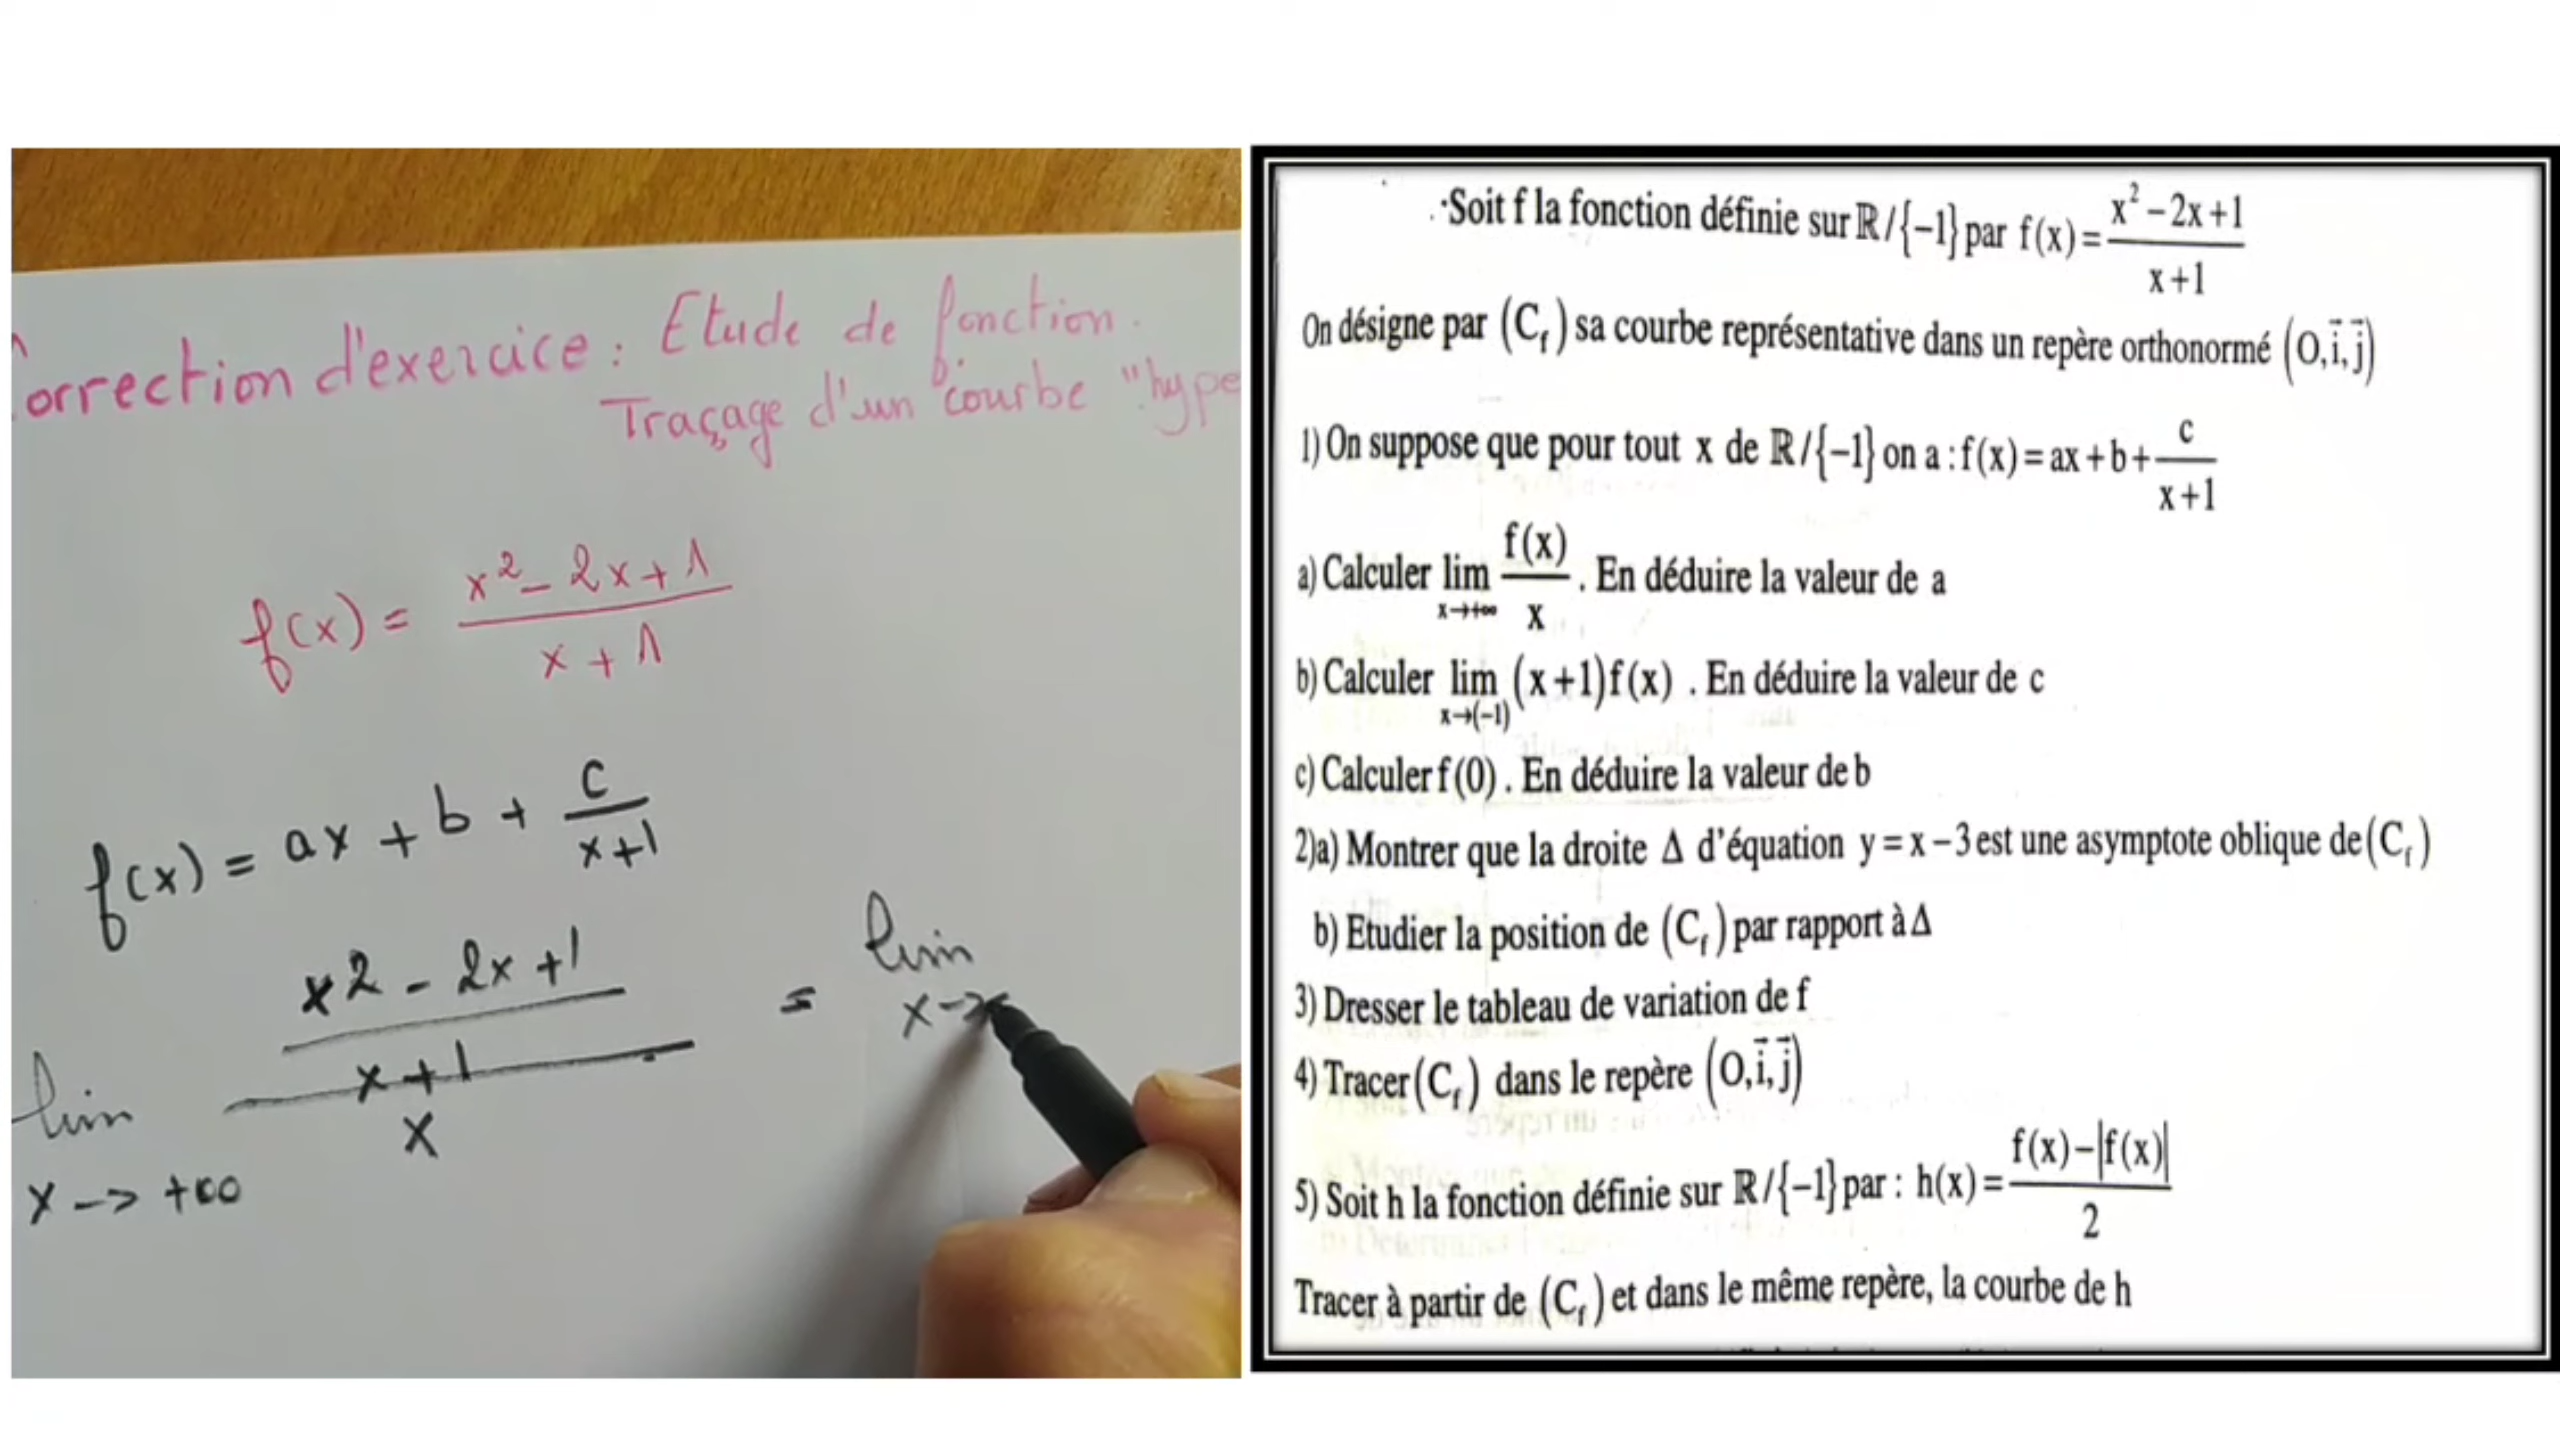 orrection d'exercice : Etude de fonction.
Traçage d'un courbe "hype
f(x) = x² - 2x + 1
x + 1
f(x) = ax + b + c
x+1
lim x2 - 2x + 1 = lim
x+1 x ->
x
x -> +∞
Soit f la fonction définie sur ℝ/{−1} par f(x) = x² − 2x + 1
x + 1
On désigne par (Cf) sa courbe représentative dans un repère orthonormé (O, i⃗, j⃗)
1) On suppose que pour tout x de ℝ/{−1} on a : f(x) = ax + b + c
x+1
a) Calculer lim f(x) . En déduire la valeur de a
x→+∞ x
b) Calculer lim (x+1)f(x) . En déduire la valeur de c
x→(−1)
c) Calculer f(0) . En déduire la valeur de b
2)a) Montrer que la droite Δ d'équation y = x − 3 est une asymptote oblique de (Cf)
b) Etudier la position de (Cf) par rapport à Δ
3) Dresser le tableau de variation de f
4) Tracer (Cf) dans le repère (O, i⃗, j⃗)
5) Soit h la fonction définie sur ℝ/{−1} par : h(x) = f(x) − |f(x)|
2
Tracer à partir de (Cf) et dans le même repère, la courbe de h